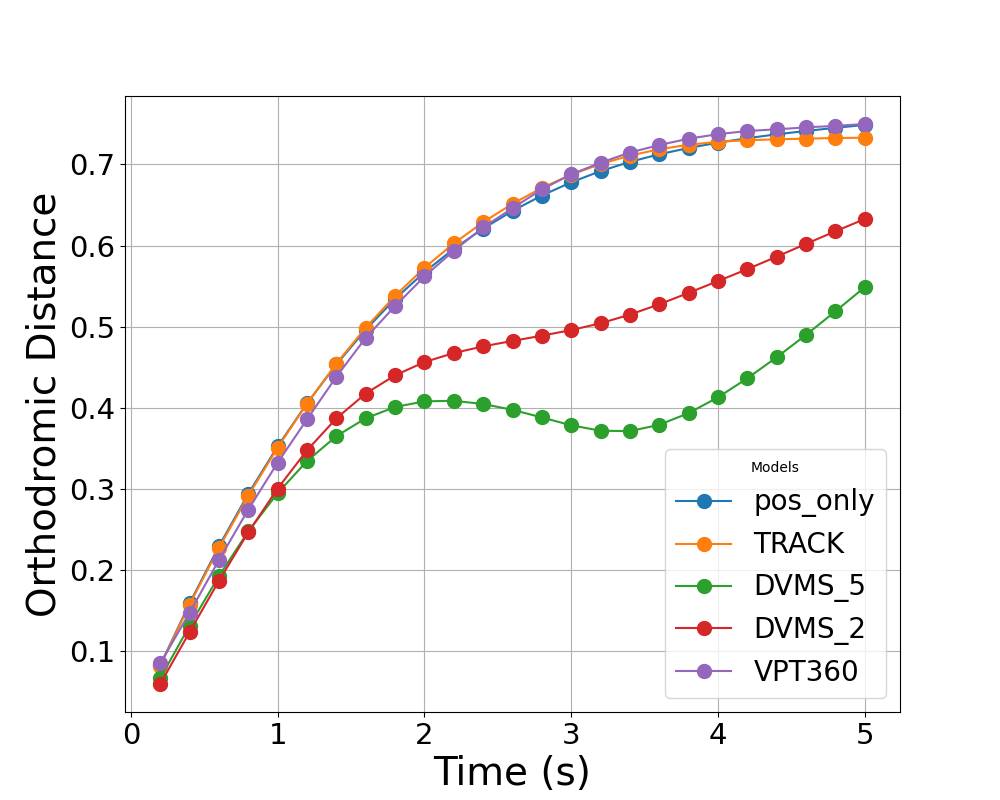 Orthodromic Distance
0.7
0.6
0.5
0.4
0.3
0.2
0.1
Models
pos_only
TRACK
DVMS_5
DVMS_2
VPT360
0 1 2 3 4 5
Time (s)